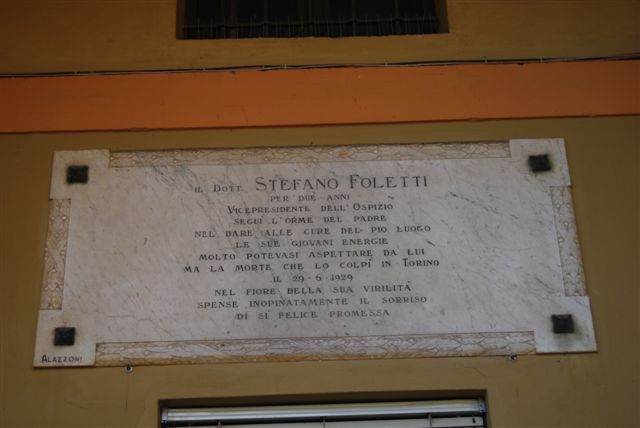 IL DOTT. STEFANO FOLETTI
PER DUE ANNI
VICEPRESIDENTE DELL'OSPIZIO
SEGUI L'ORME DEL PADRE
NEL DARE ALLE CURE DEL PIO LUOGO
LE SUE GIOVANI ENERGIE
MOLTO POTEVASI ASPETTARE DA LUI
MA LA MORTE CHE LO COLPÌ IN TORINO
IL 29-6-1929
NEL FIORE DELLA SUA VIRILITÀ
SPENSE INOPINATAMENTE IL SORRISO
DI SÌ FELICE PROMESSA
ALAZZONI